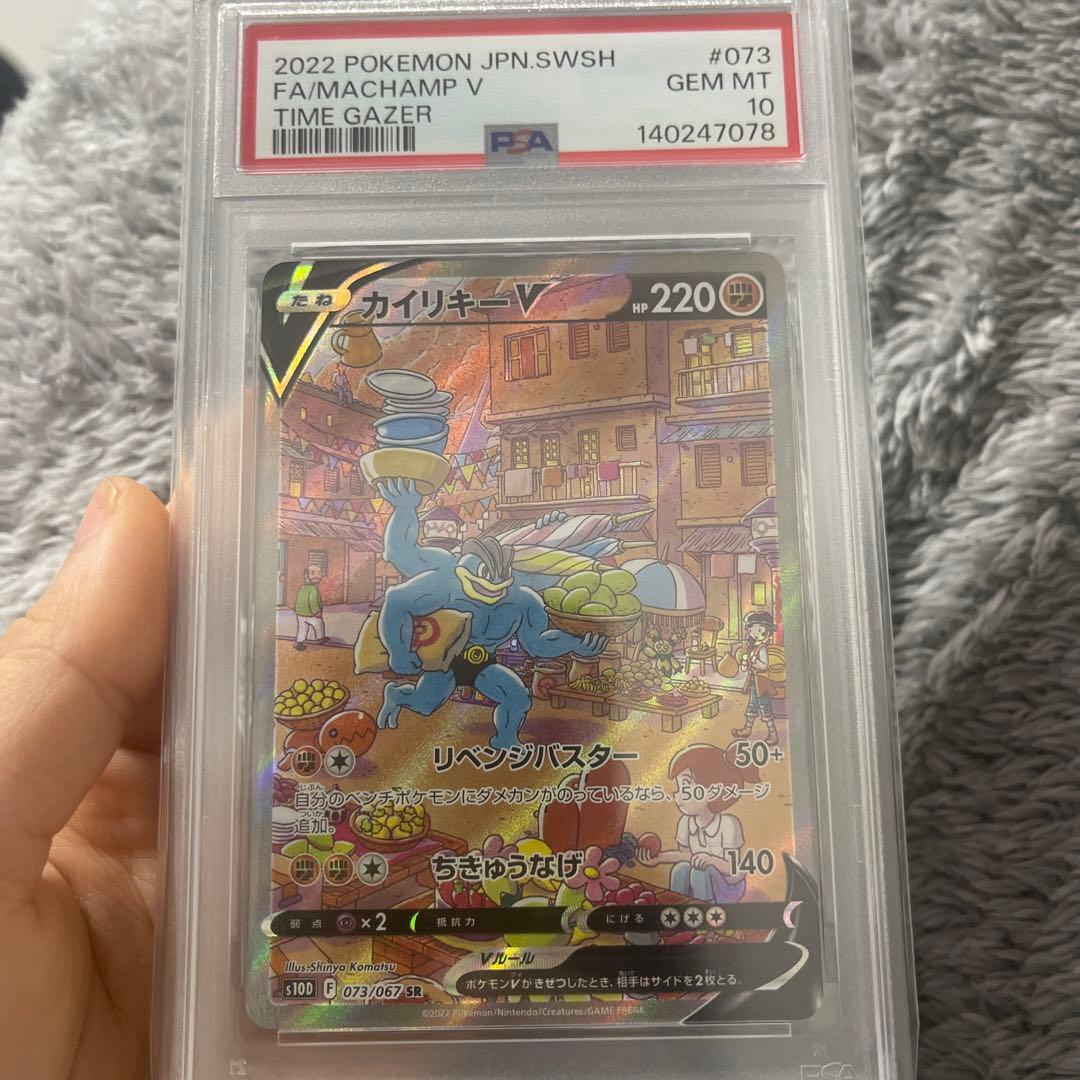 2022 POKEMON JPN.SWSH #073
FA/MACHAMP V GEM MT
TIME GAZER 10
PSA 140247078
たね カイリキーV HP 220
リベンジバスター 50+
自分のベンチポケモンにダメカンがのっているなら、50ダメージ
追加。
ちきゅうなげ 140
弱点 ×2 抵抗力 にげる
Vルール
Illus.Shinya Komatsu
ポケモンVがきぜつしたとき、相手はサイドを2枚とる。
s10D F 073/067 SR
©2022 Pokémon/Nintendo/Creatures/GAME FREAK
PSA